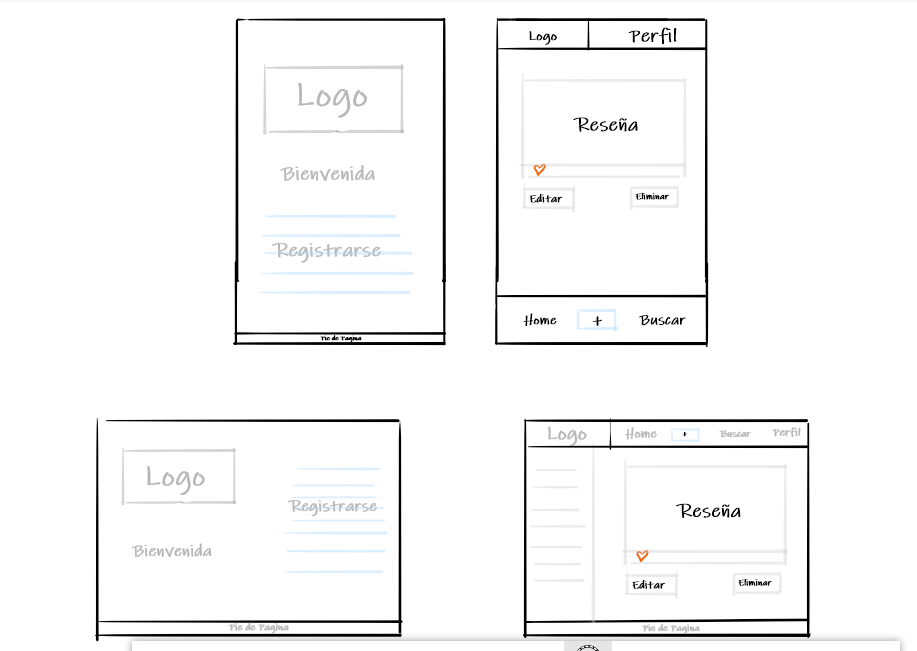 Logo
Bienvenida
Registrarse
Pie de Pagina
Logo Perfil
Reseña
Editar Eliminar
Home + Buscar
Logo
Bienvenida
Registrarse
Pie de Pagina
Logo Home + Buscar Perfil
Reseña
Editar Eliminar
Pie de Pagina